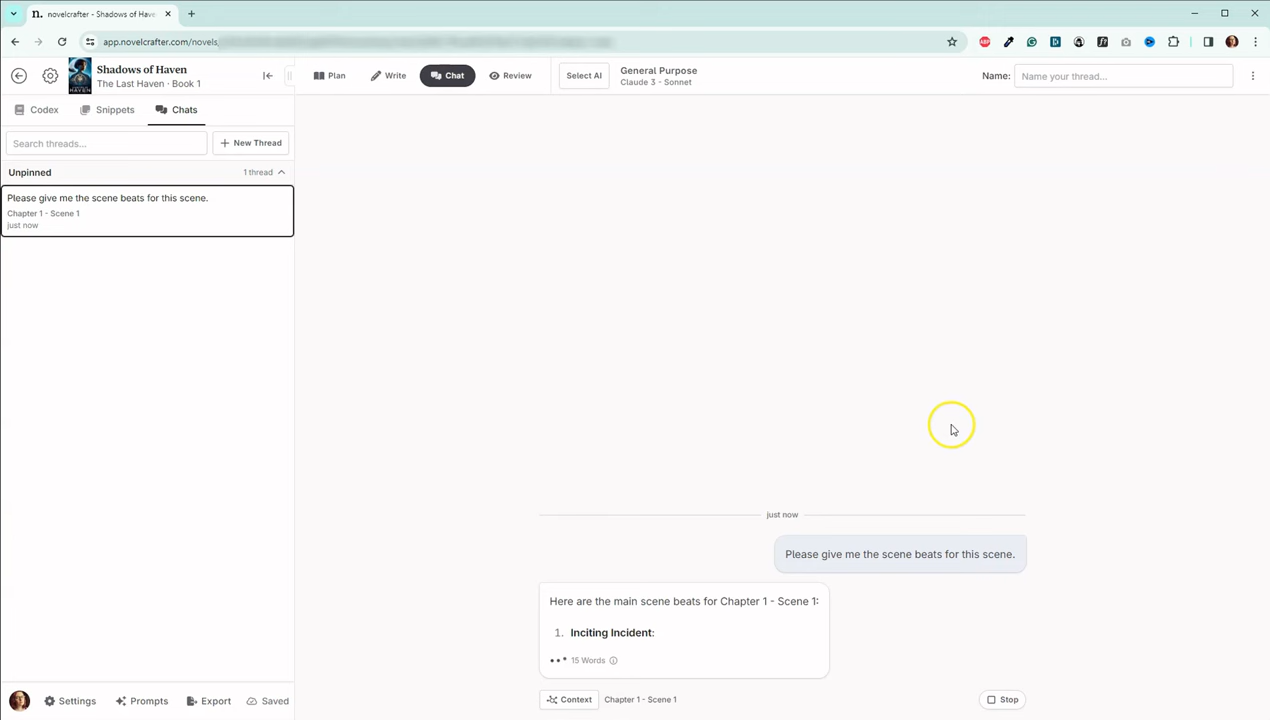 novelcrafter - Shadows of Have
app.novelcrafter.com/novels
Shadows of Haven
The Last Haven · Book 1
Plan
Write
Chat
Review
Select AI
General Purpose
Claude 3 - Sonnet
Name:
Name your thread...
Codex
Snippets
Chats
Search threads...
New Thread
Unpinned
1 thread
Please give me the scene beats for this scene.
Chapter 1 - Scene 1
just now
just now
Please give me the scene beats for this scene.
Here are the main scene beats for Chapter 1 - Scene 1:
1. Inciting Incident:
15 Words
Context
Chapter 1 - Scene 1
Stop
Settings
Prompts
Export
Saved